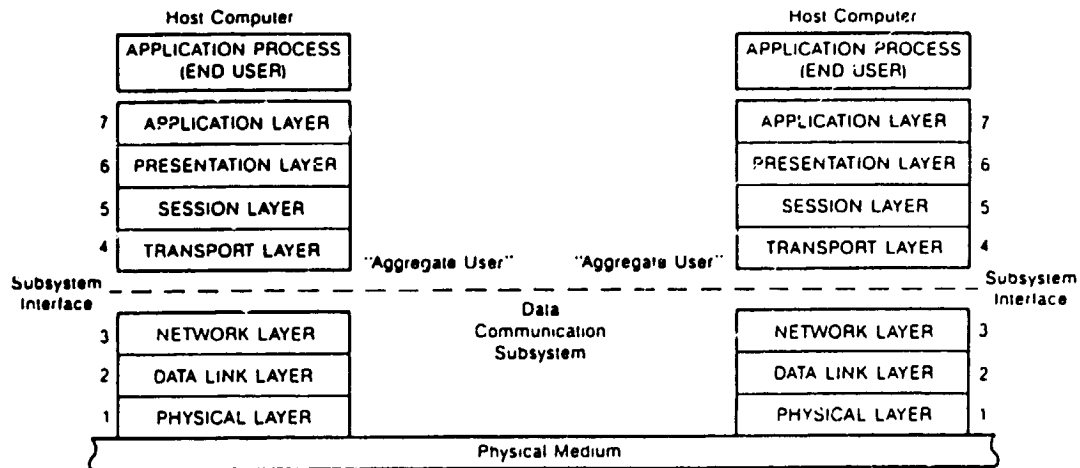 Host Computer
APPLICATION PROCESS
(END USER)
7 APPLICATION LAYER
6 PRESENTATION LAYER
5 SESSION LAYER
4 TRANSPORT LAYER
"Aggregate User"
Subsystem
Interface
3 NETWORK LAYER
2 DATA LINK LAYER
1 PHYSICAL LAYER
Data
Communication
Subsystem
Host Computer
APPLICATION PROCESS
(END USER)
APPLICATION LAYER 7
PRESENTATION LAYER 6
SESSION LAYER 5
TRANSPORT LAYER 4
"Aggregate User"
Subsystem
Interface
NETWORK LAYER 3
DATA LINK LAYER 2
PHYSICAL LAYER 1
Physical Medium